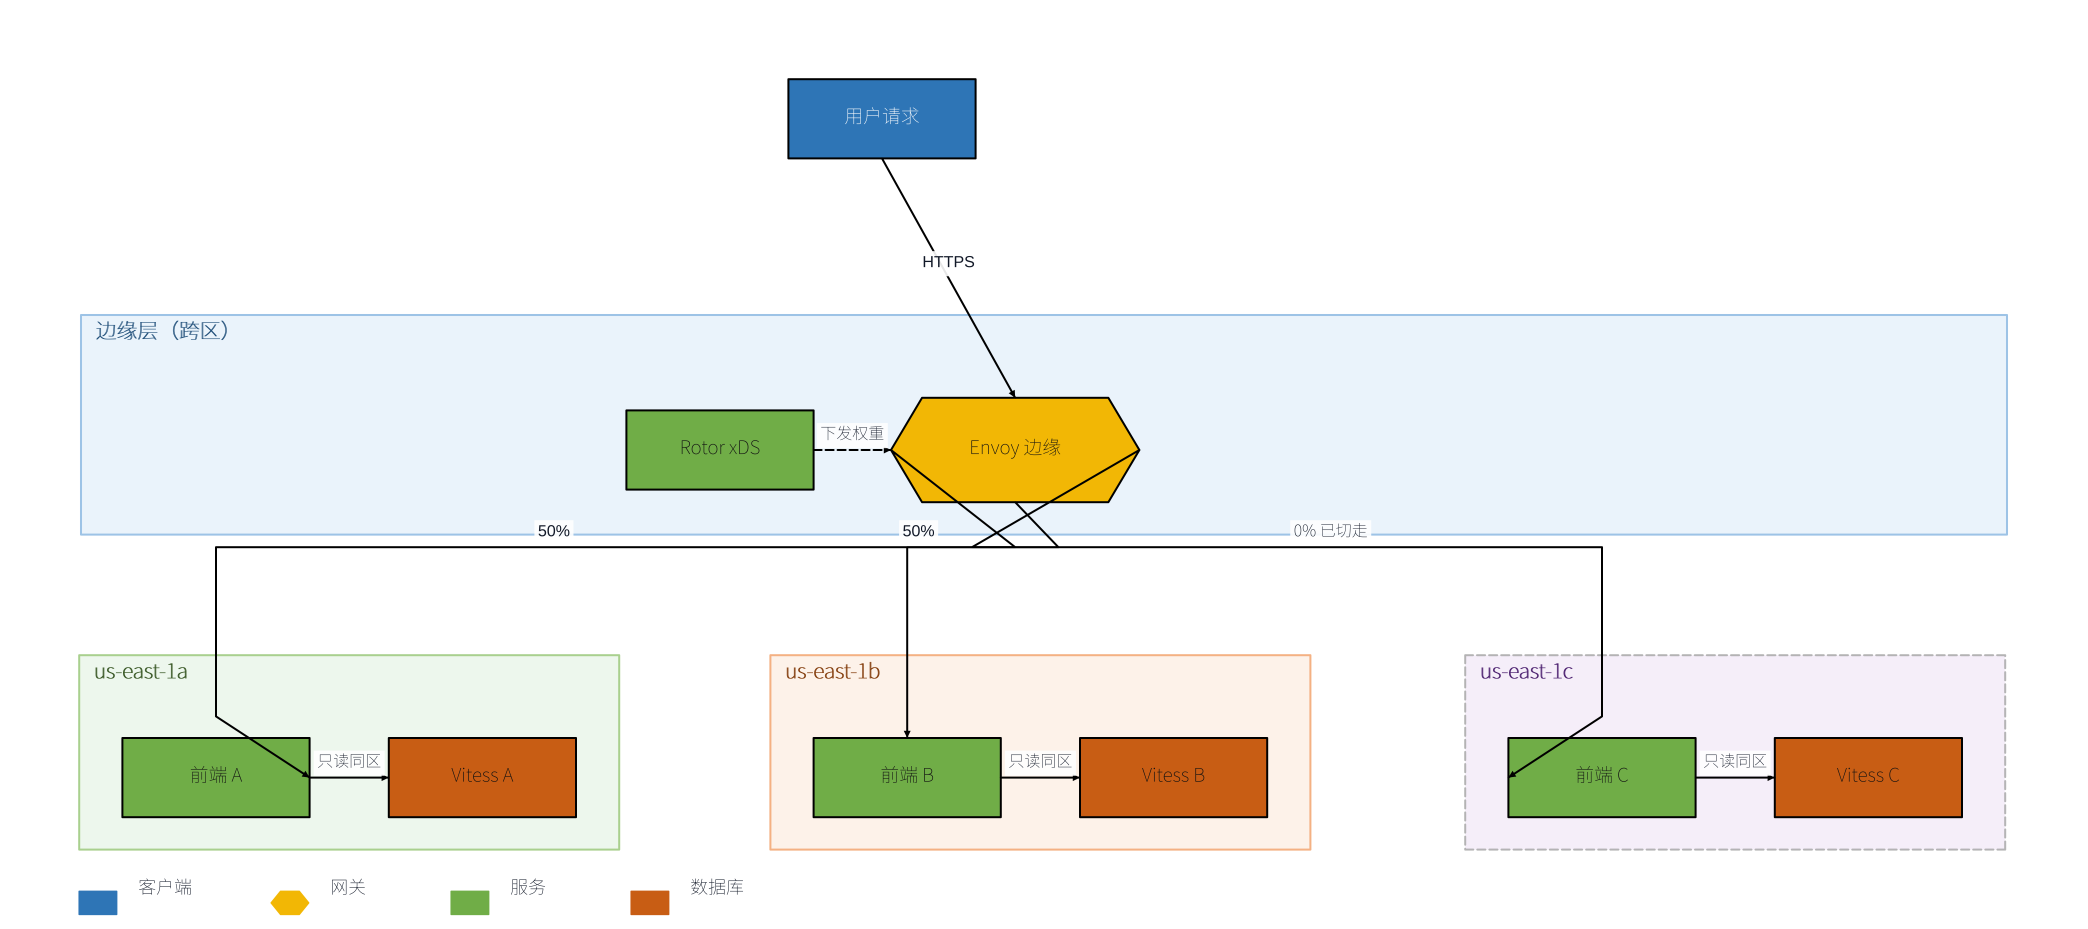 用户请求
HTTPS
边缘层（跨区）
Rotor xDS
下发权重
Envoy 边缘
50%
50%
0% 已切走
us-east-1a
us-east-1b
us-east-1c
前端 A
只读同区
Vitess A
前端 B
只读同区
Vitess B
前端 C
只读同区
Vitess C
客户端
网关
服务
数据库